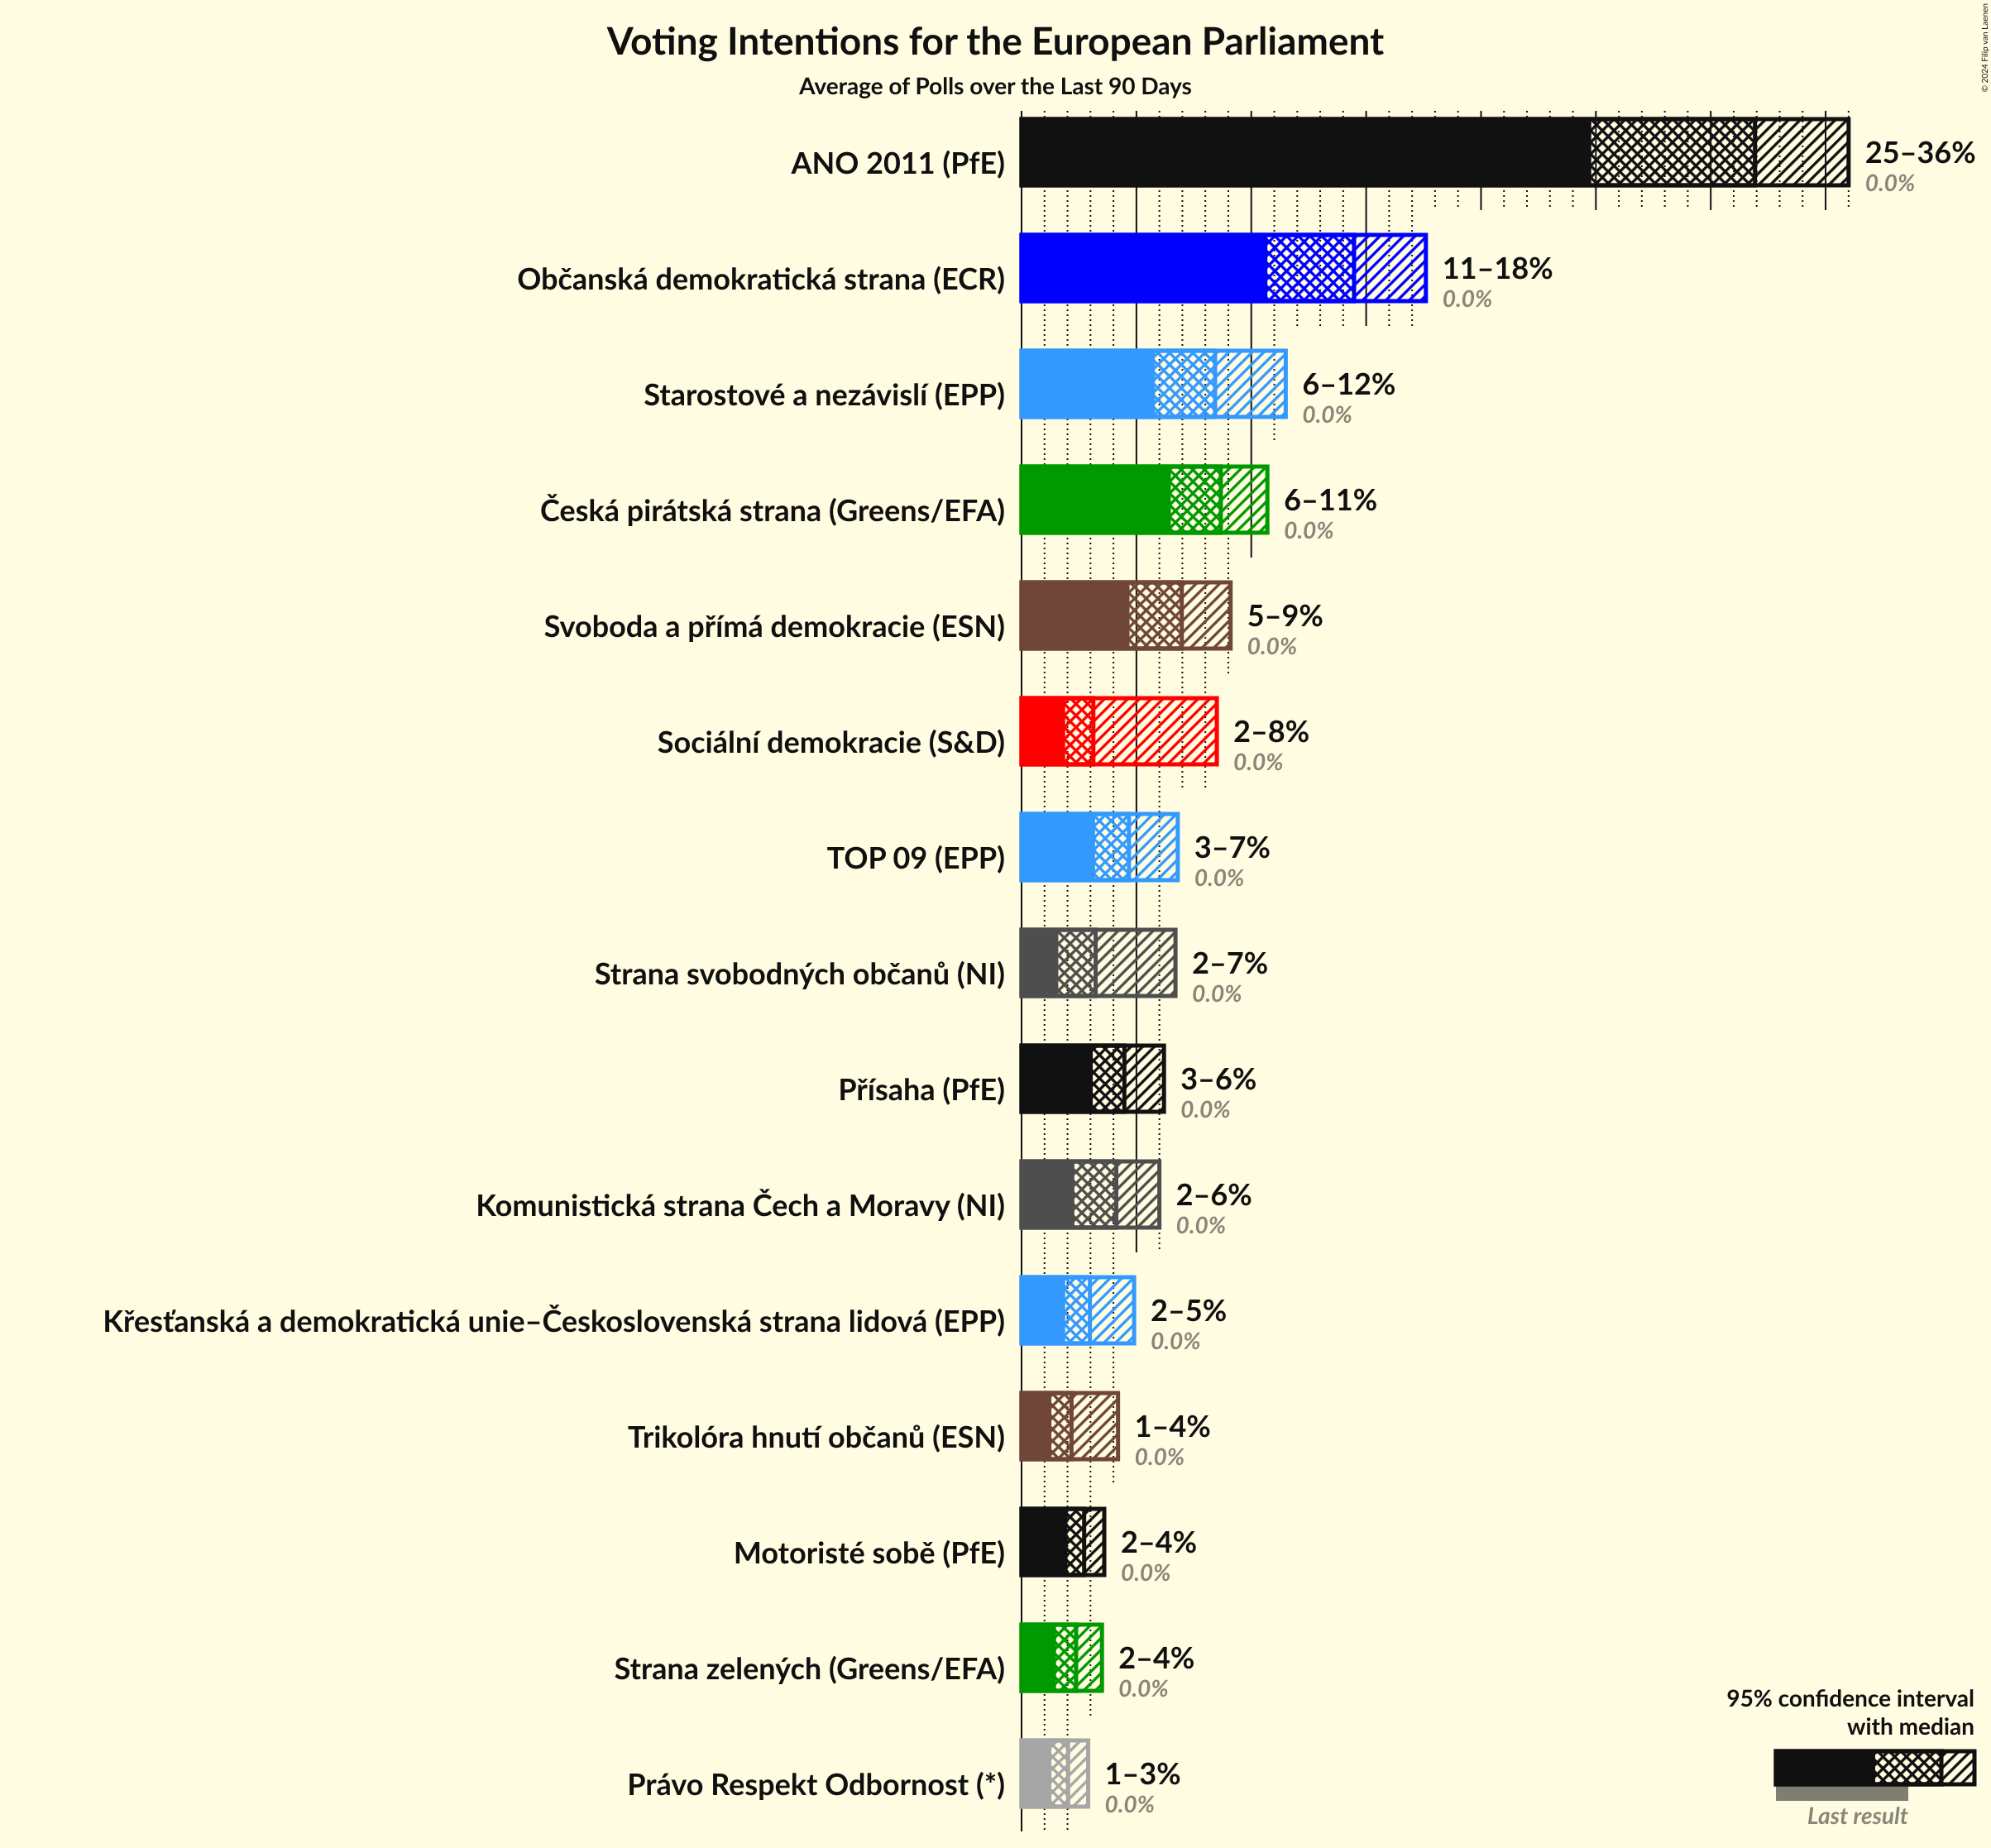 Voting Intentions for the European Parliament
Average of Polls over the Last 90 Days
© 2024 Filip van Laenen
ANO 2011 (PfE)
25–36%
0.0%
Občanská demokratická strana (ECR)
11–18%
0.0%
Starostové a nezávislí (EPP)
6–12%
0.0%
Česká pirátská strana (Greens/EFA)
6–11%
0.0%
Svoboda a přímá demokracie (ESN)
5–9%
0.0%
Sociální demokracie (S&D)
2–8%
0.0%
TOP 09 (EPP)
3–7%
0.0%
Strana svobodných občanů (NI)
2–7%
0.0%
Přísaha (PfE)
3–6%
0.0%
Komunistická strana Čech a Moravy (NI)
2–6%
0.0%
Křesťanská a demokratická unie–Československá strana lidová (EPP)
2–5%
0.0%
Trikolóra hnutí občanů (ESN)
1–4%
0.0%
Motoristé sobě (PfE)
2–4%
0.0%
Strana zelených (Greens/EFA)
2–4%
0.0%
Právo Respekt Odbornost (*)
1–3%
0.0%
95% confidence interval
with median
Last result